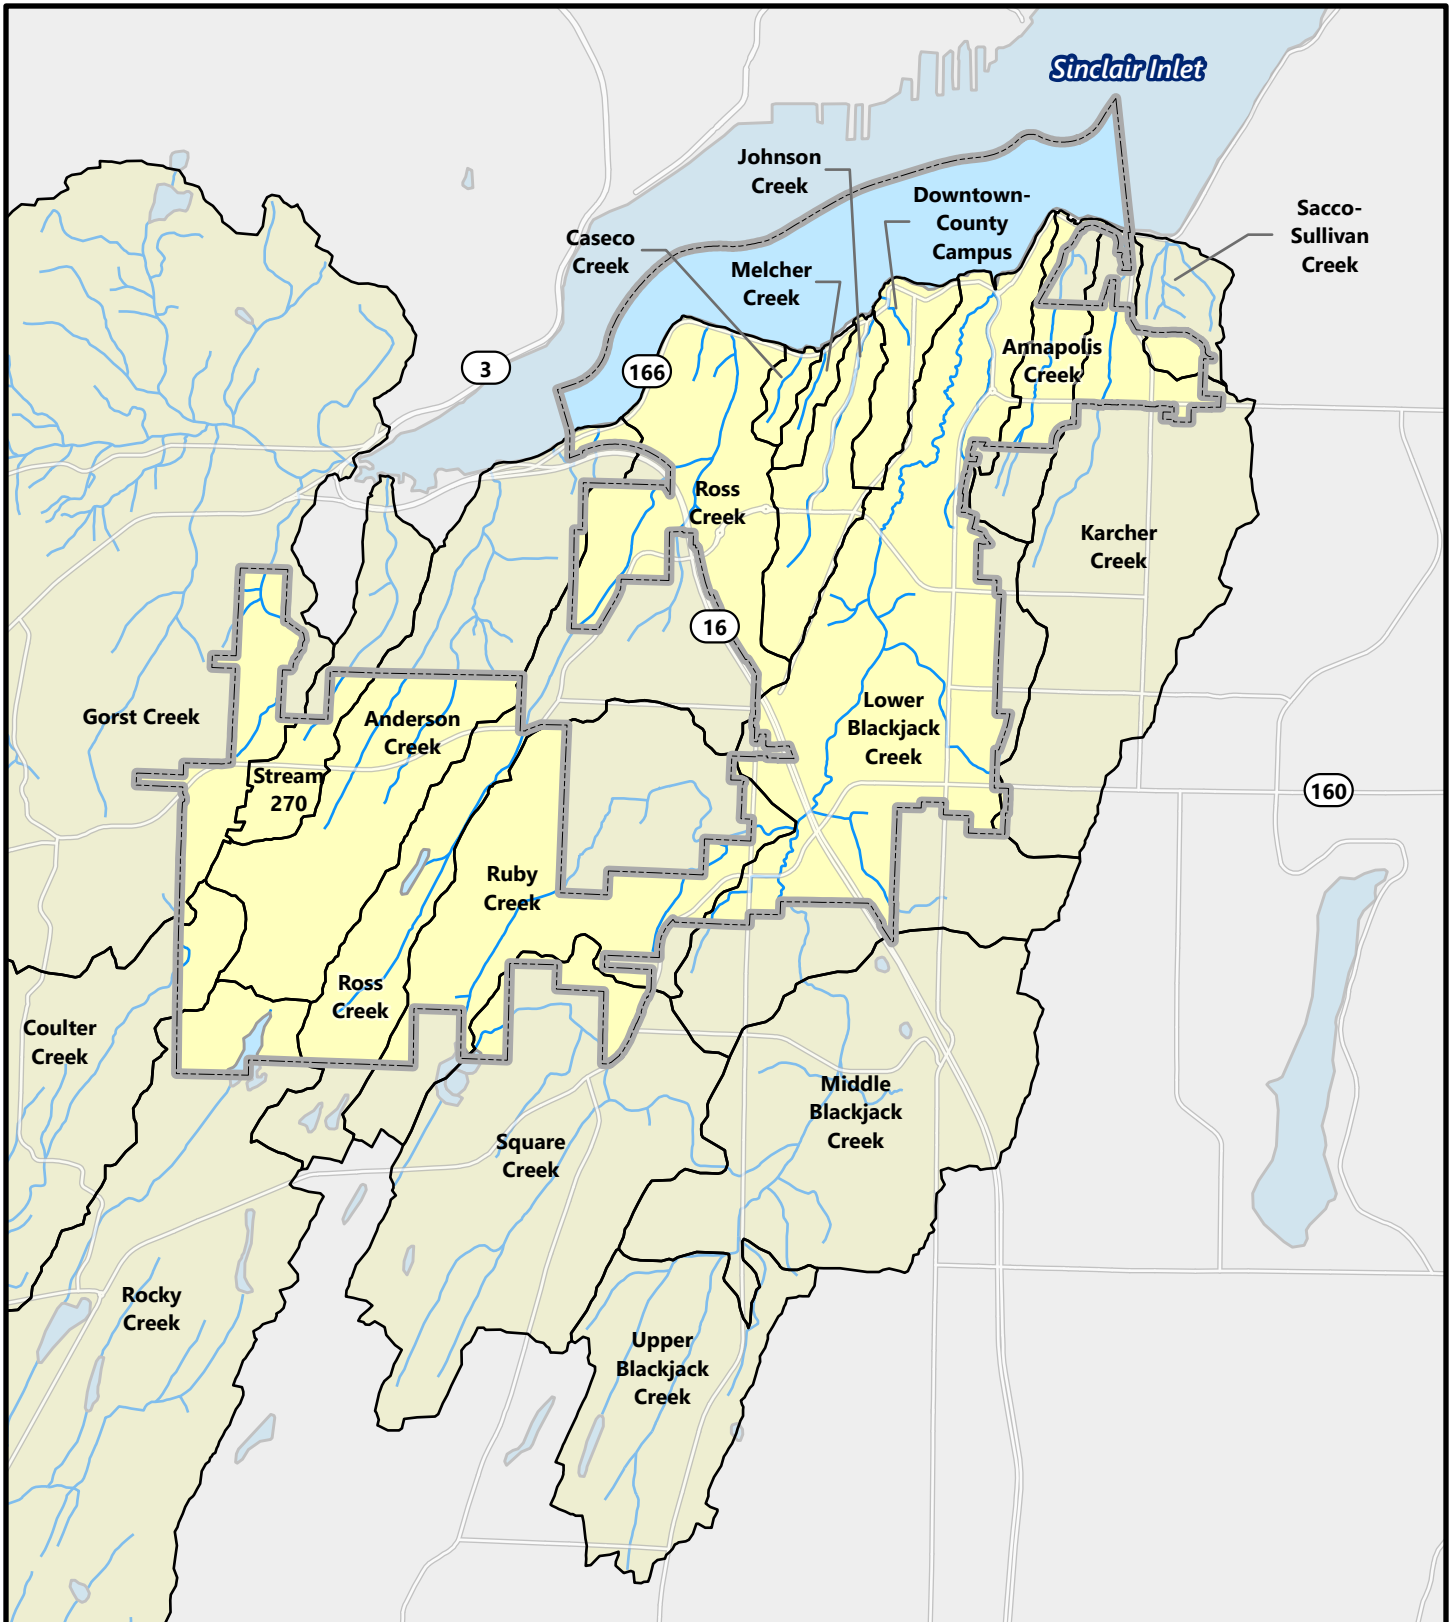 Sinclair Inlet
Johnson
Creek
Downtown-
County
Campus
Sacco-
Sullivan
Creek
Caseco
Creek
Melcher
Creek
3
166
Annapolis
Creek
Ross
Creek
Karcher
Creek
16
Gorst Creek
Anderson
Creek
Lower
Blackjack
Creek
Stream
270
160
Ruby
Creek
Ross
Creek
Coulter
Creek
Middle
Blackjack
Creek
Square
Creek
Rocky
Creek
Upper
Blackjack
Creek